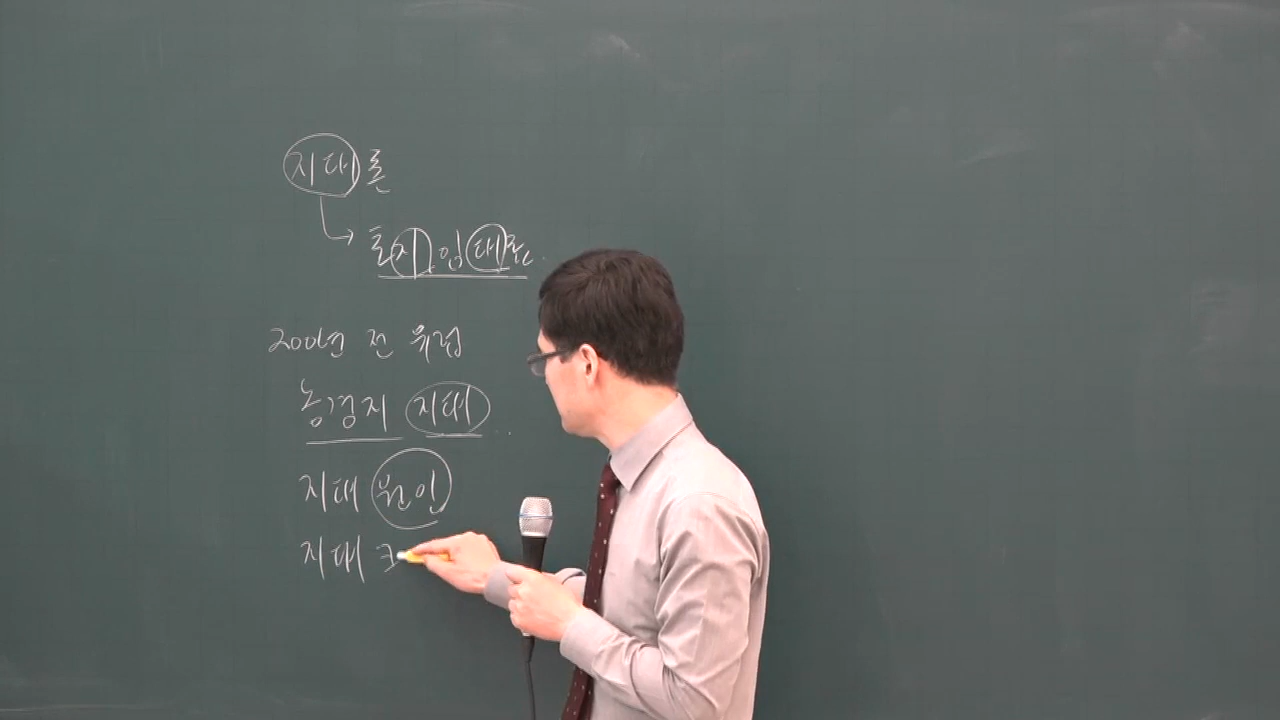 지대론
토지임대료
200년 전 유럽
농경지 지대
지대 원인
지대 크